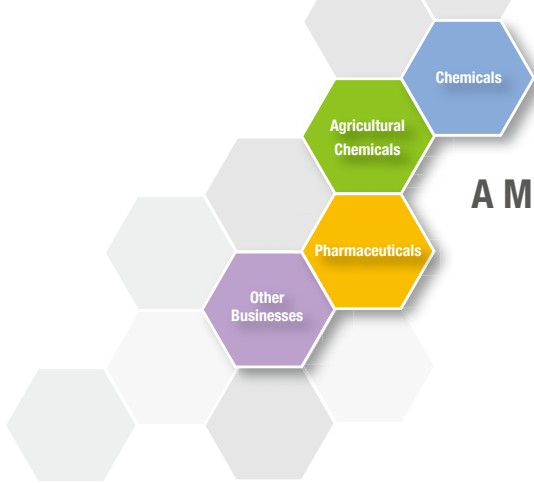 Chemicals
Agricultural
Chemicals
A M
Pharmaceuticals
Other
Businesses